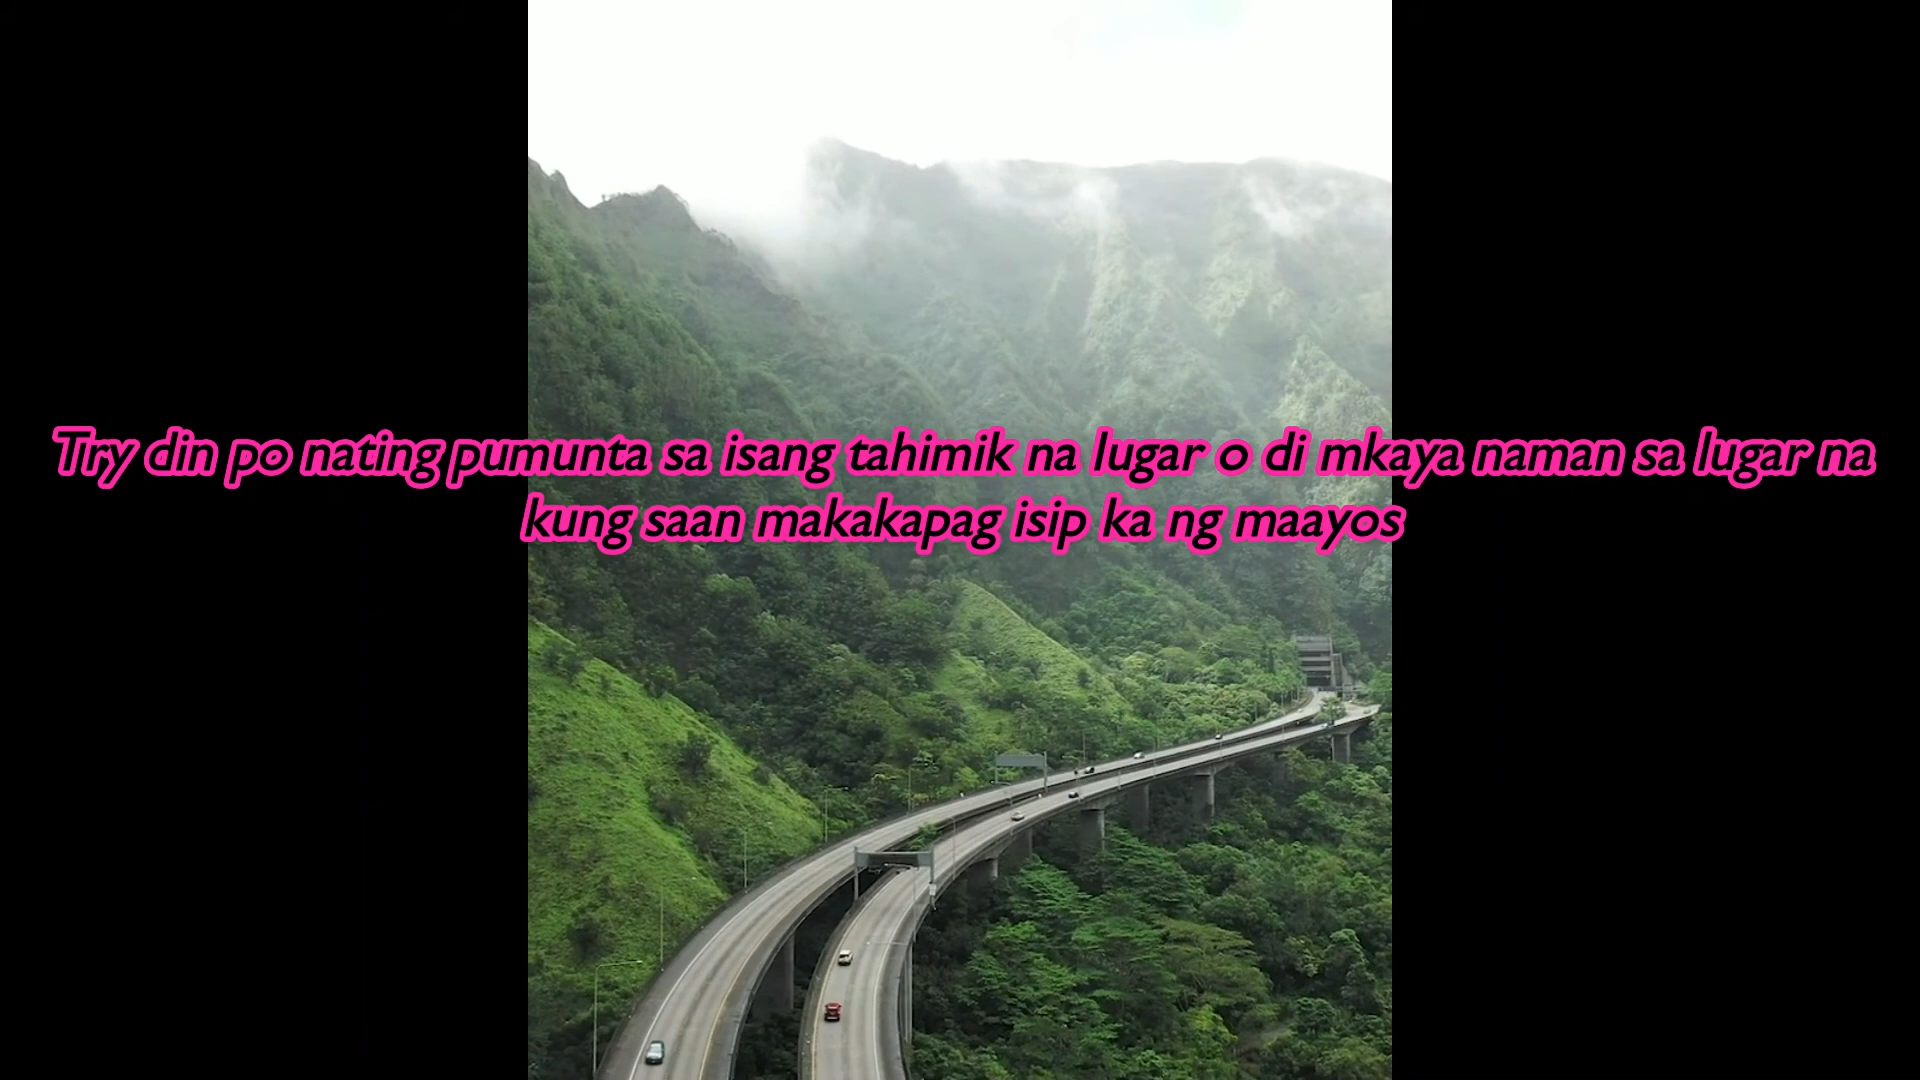 Try din po nating pumunta sa isang tahimik na lugar o di mkaya naman sa lugar na
kung saan makakapag isip ka ng maayos